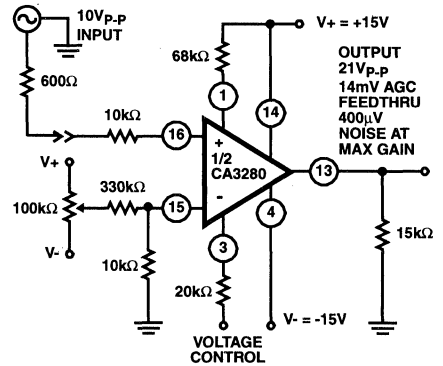 10VP-P
INPUT
600Ω
68kΩ
V+ = +15V
OUTPUT
21VP-P
14mV AGC
FEEDTHRU
400μV
NOISE AT
MAX GAIN
1
14
10kΩ
16
+
1/2
CA3280
-
13
V+
330kΩ
15
100kΩ
4
15kΩ
V-
10kΩ
3
20kΩ
V- = -15V
VOLTAGE
CONTROL